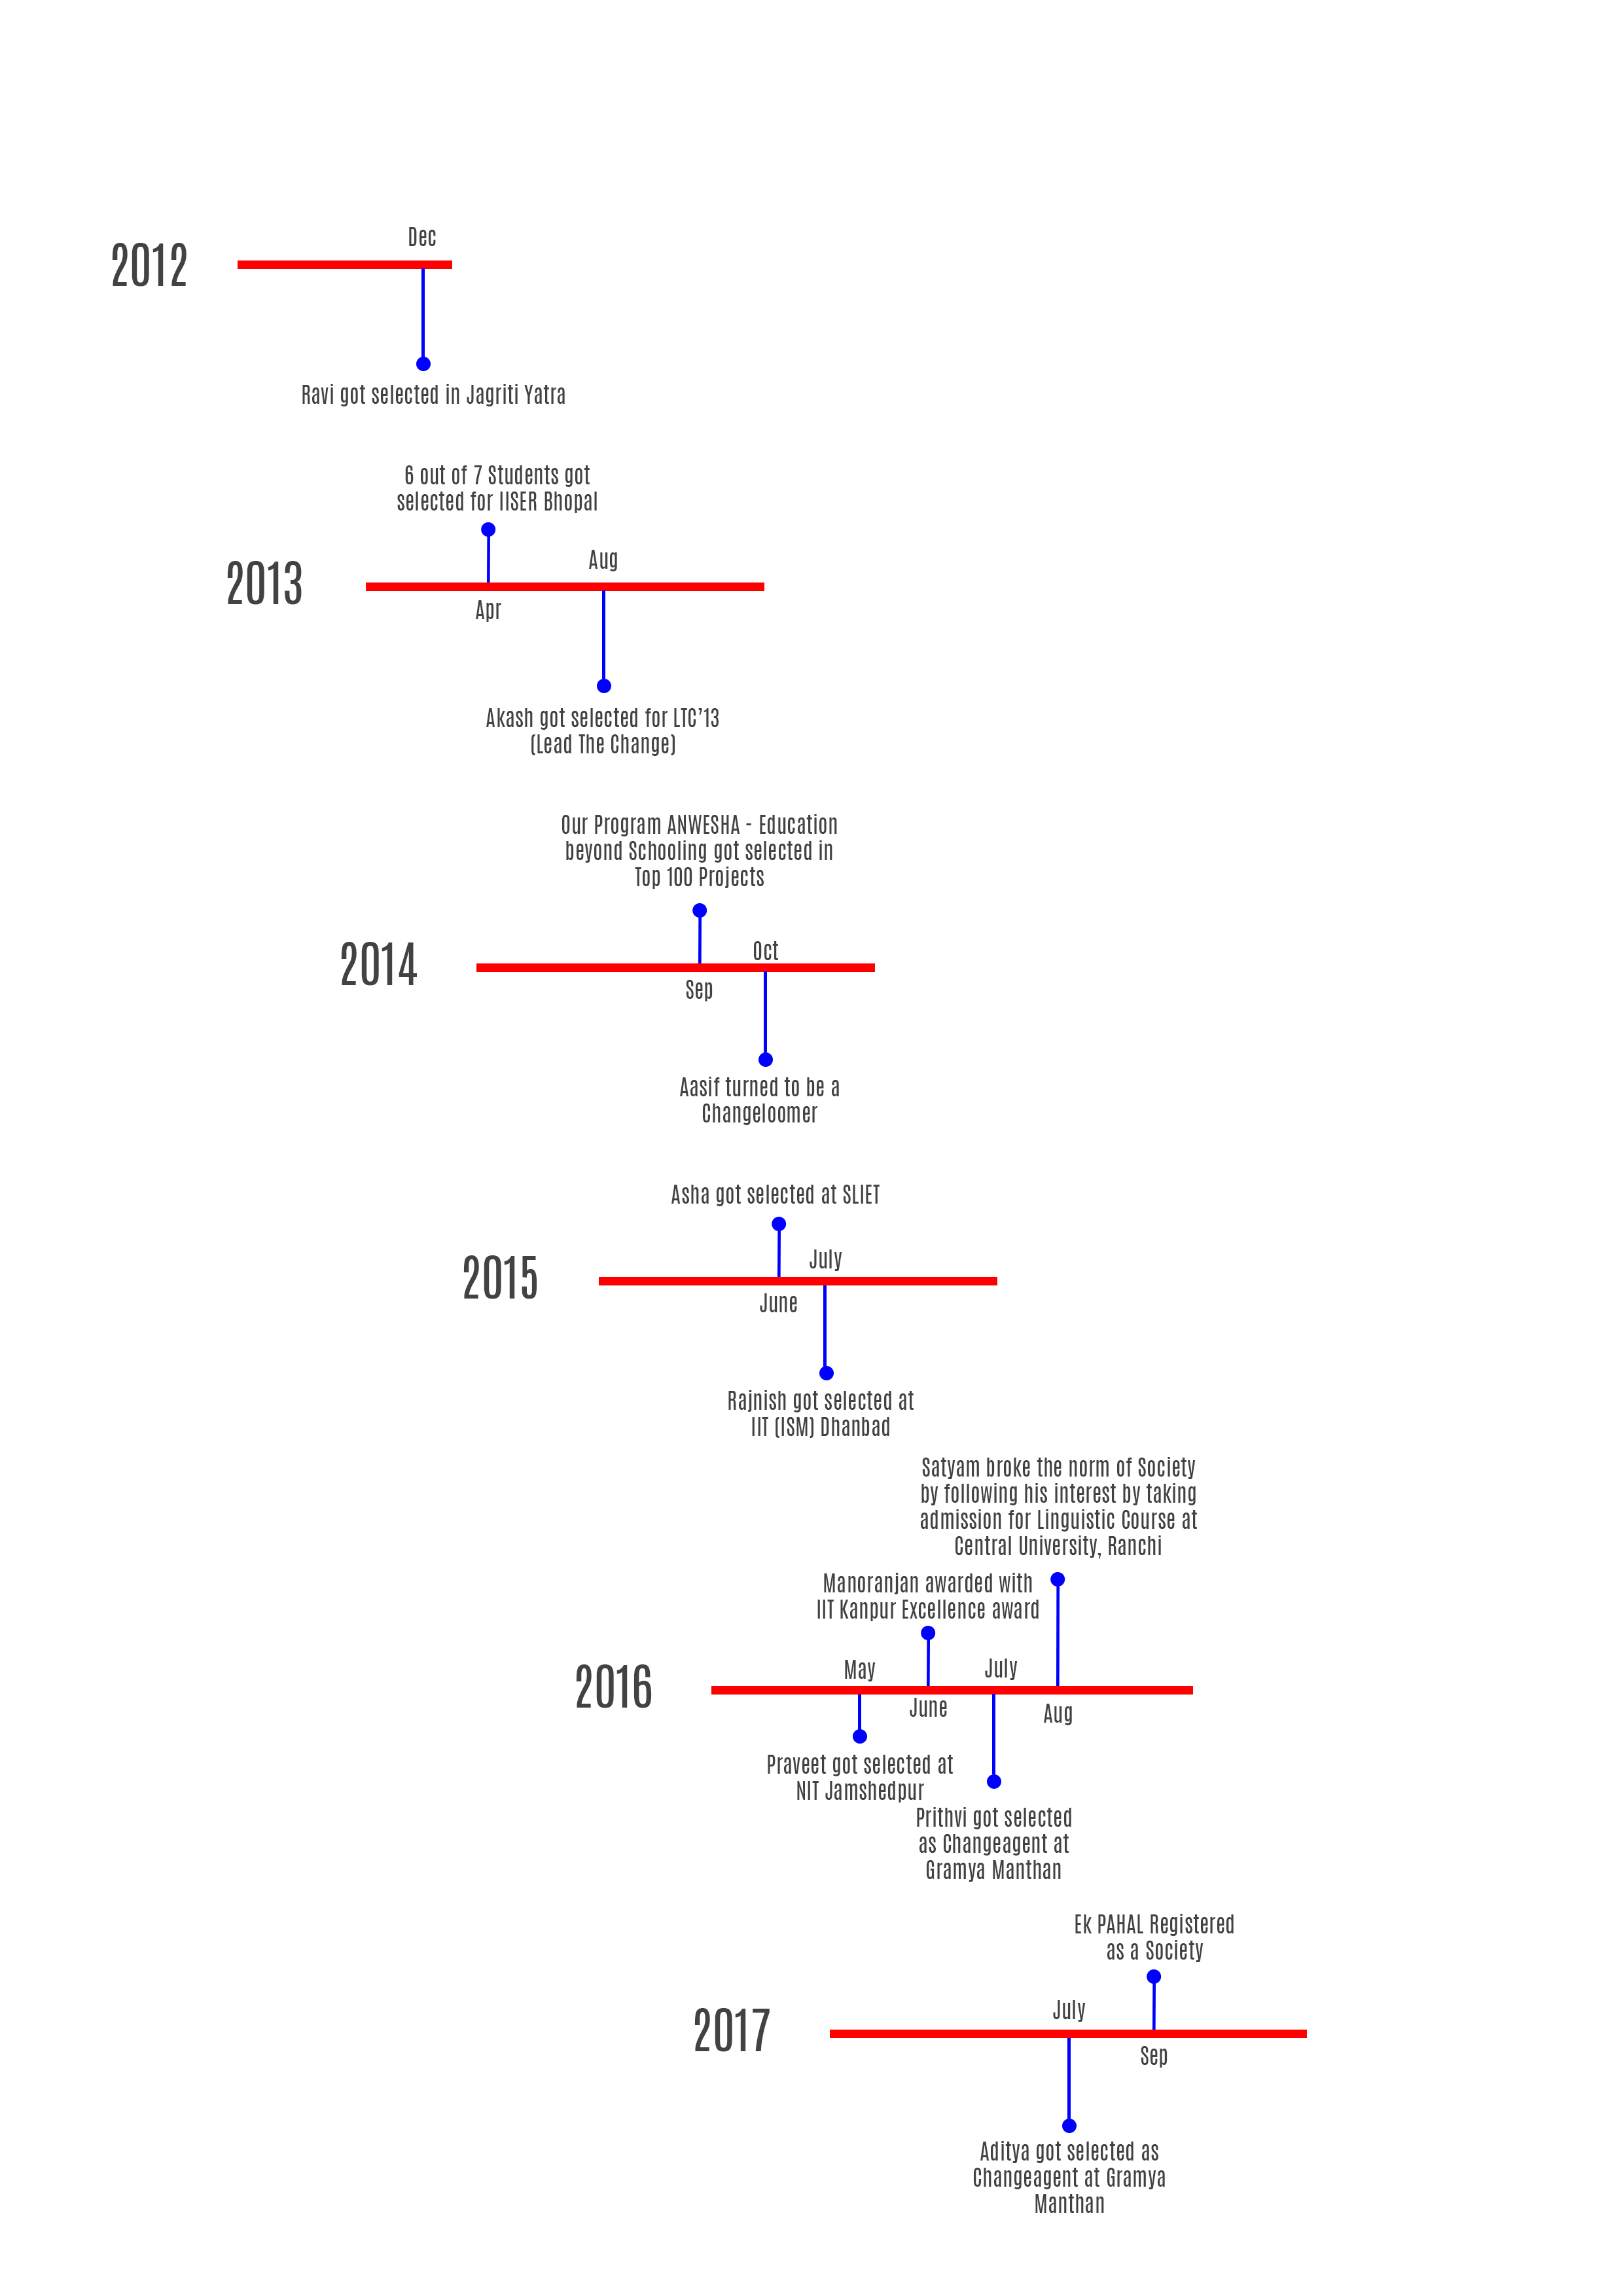 Dec
2012
Ravi got selected in Jagriti Yatra
6 out of 7 Students got
selected for IISER Bhopal
Aug
2013
Apr
Akash got selected for LTC'13
(Lead The Change)
Our Program ANWESHA - Education
beyond Schooling got selected in
Top 100 Projects
Oct
2014
Sep
Aasif turned to be a
Changeloomer
Asha got selected at SLIET
July
2015
June
Rajnish got selected at
IIT (ISM) Dhanbad
Satyam broke the norm of Society
by following his interest by taking
admission for Linguistic Course at
Central University, Ranchi
Manoranjan awarded with
IIT Kanpur Excellence award
May
July
2016
June
Aug
Praveet got selected at
NIT Jamshedpur
Prithvi got selected
as Changeagent at
Gramya Manthan
Ek PAHAL Registered
as a Society
July
2017
Sep
Aditya got selected as
Changeagent at Gramya
Manthan